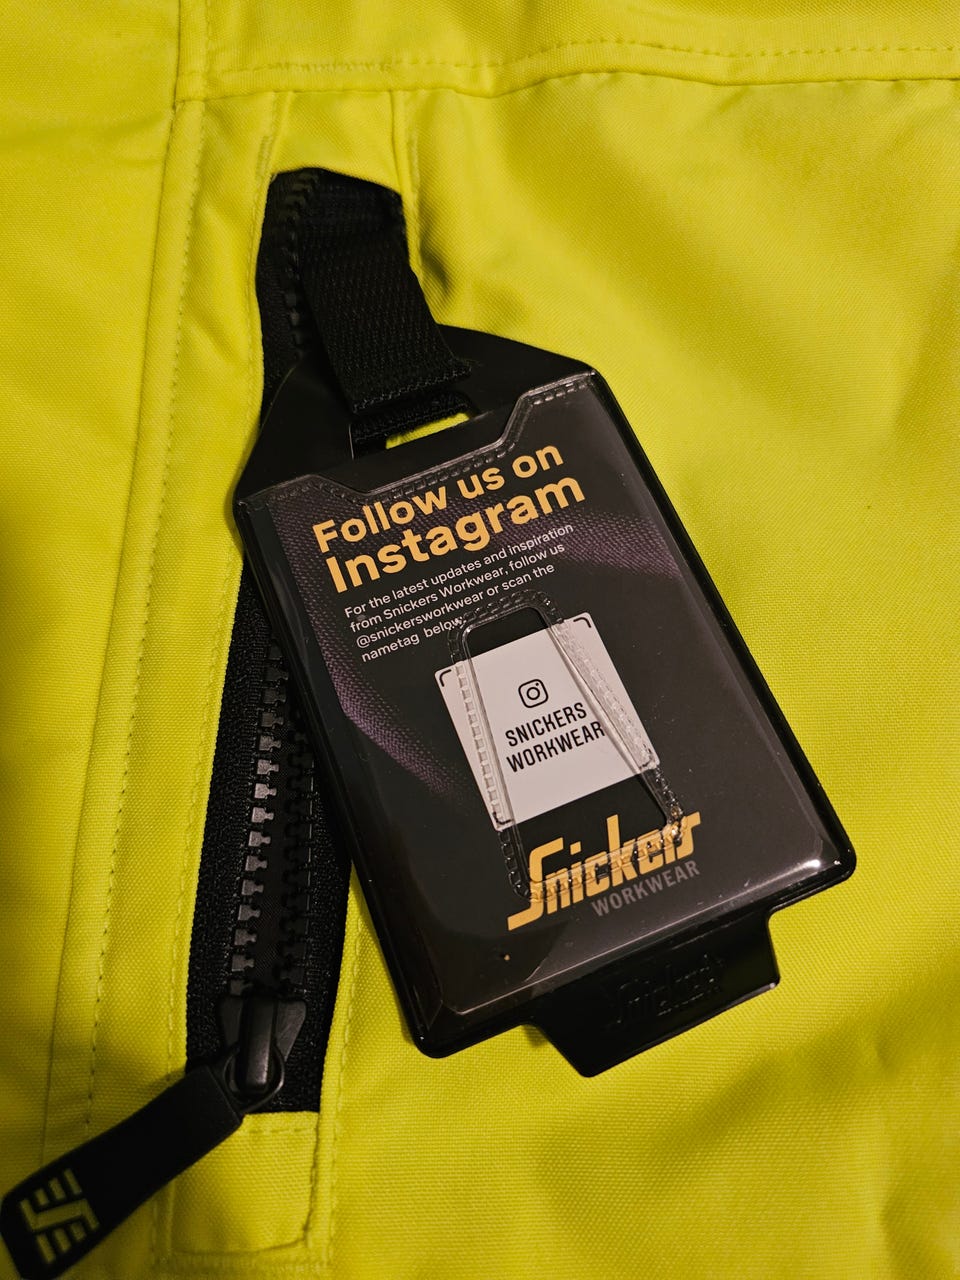 Follow us on
Instagram
For the latest updates and inspiration
from Snickers Workwear, follow us
@snickersworkwear or scan the
nametag below
SNICKERS
WORKWEAR
Snickers
WORKWEAR
Snickers